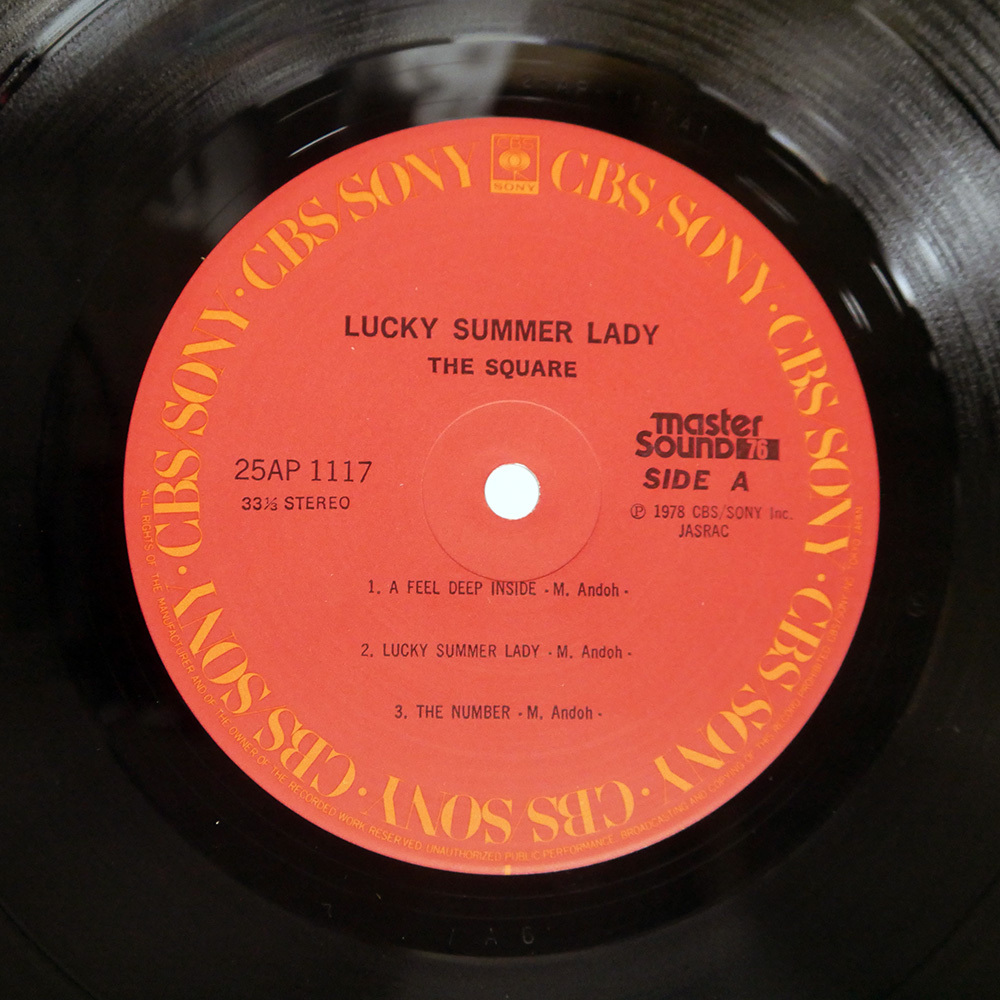 CBS
SONY
CBS SONY · CBS SONY · CBS/SONY · CBS/SONY · CBS/SONY · CBS/SONY · CBS/SONY · CBS/SONY · CBS/SONY
LUCKY SUMMER LADY
THE SQUARE
master
Sound 76
25AP 1117
SIDE A
33⅓ STEREO
℗ 1978 CBS/SONY Inc.
JASRAC
1. A FEEL DEEP INSIDE - M. Andoh -
2. LUCKY SUMMER LADY - M. Andoh -
3. THE NUMBER - M. Andoh -
ALL RIGHTS OF THE MANUFACTURER AND OF THE OWNER OF THE RECORDED WORK RESERVED UNAUTHORIZED PUBLIC PERFORMANCE, BROADCASTING AND COPYING OF THIS RECORD PROHIBITED
1 A 6